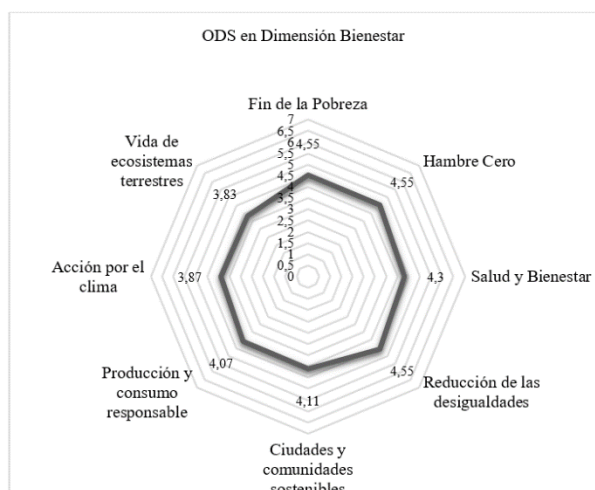 ODS en Dimensión Bienestar
Fin de la Pobreza
7
6,5
6
5,5
5
4,5
4
3,5
3
2,5
2
1,5
1
0,5
0
4,55
Hambre Cero
4,55
Salud y Bienestar
4,3
Reducción de las
desigualdades
4,55
Ciudades y
comunidades
sostenibles
4,11
Producción y
consumo
responsable
4,07
Acción por el
clima
3,87
Vida de
ecosistemas
terrestres
3,83